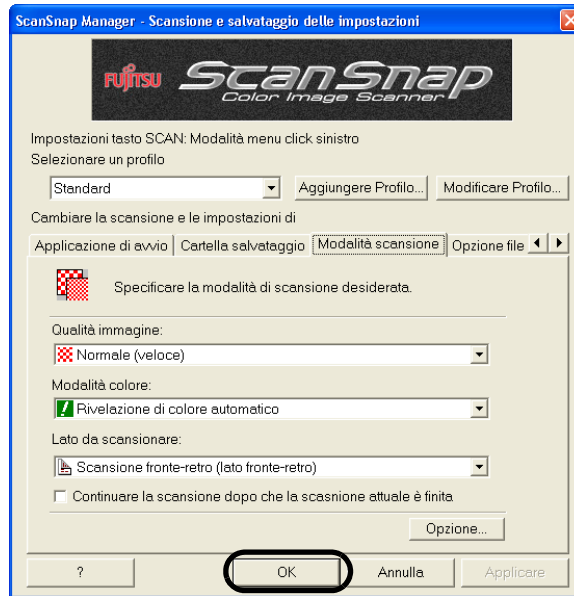 ScanSnap Manager - Scansione e salvataggio delle impostazioni
FUJITSU ScanSnap
Color Image Scanner
Impostazioni tasto SCAN: Modalità menu click sinistro
Selezionare un profilo
Standard Aggiungere Profilo... Modificare Profilo...
Cambiare la scansione e le impostazioni di
Applicazione di avvio Cartella salvataggio Modalità scansione Opzione file
Specificare la modalità di scansione desiderata.
Qualità immagine:
Normale (veloce)
Modalità colore:
Rivelazione di colore automatico
Lato da scansionare:
Scansione fronte-retro (lato fronte-retro)
Continuare la scansione dopo che la scasnione attuale è finita
Opzione...
? OK Annulla Applicare